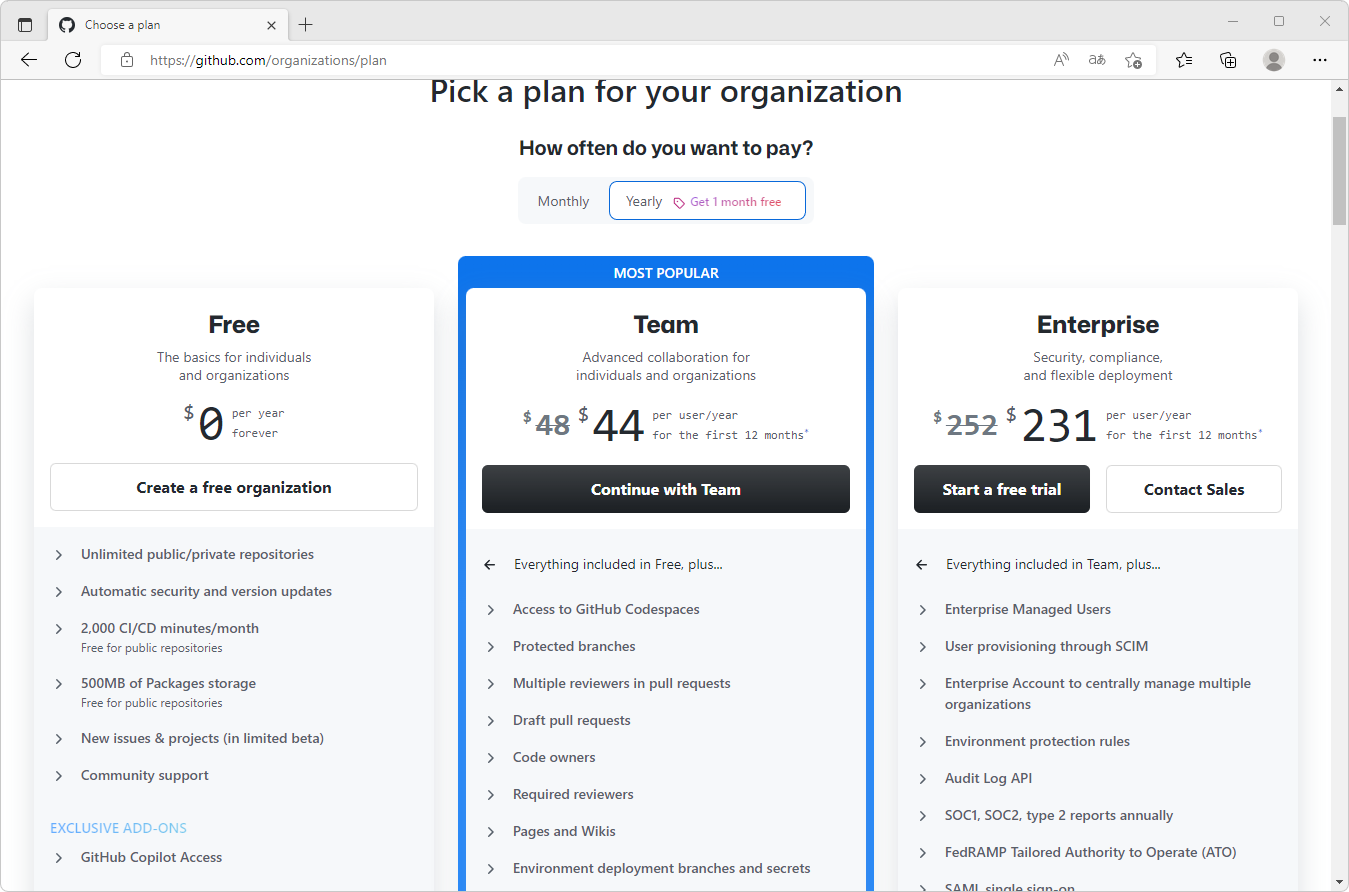 Choose a plan
https://github.com/organizations/plan
Pick a plan for your organization
How often do you want to pay?
Monthly
Yearly Get 1 month free
Free
The basics for individuals
and organizations
$0 per year
forever
Create a free organization
Unlimited public/private repositories
Automatic security and version updates
2,000 CI/CD minutes/month
Free for public repositories
500MB of Packages storage
Free for public repositories
New issues & projects (in limited beta)
Community support
EXCLUSIVE ADD-ONS
GitHub Copilot Access
MOST POPULAR
Team
Advanced collaboration for
individuals and organizations
$48 $44 per user/year
for the first 12 months*
Continue with Team
Everything included in Free, plus...
Access to GitHub Codespaces
Protected branches
Multiple reviewers in pull requests
Draft pull requests
Code owners
Required reviewers
Pages and Wikis
Environment deployment branches and secrets
Enterprise
Security, compliance,
and flexible deployment
$252 $231 per user/year
for the first 12 months*
Start a free trial
Contact Sales
Everything included in Team, plus...
Enterprise Managed Users
User provisioning through SCIM
Enterprise Account to centrally manage multiple
organizations
Environment protection rules
Audit Log API
SOC1, SOC2, type 2 reports annually
FedRAMP Tailored Authority to Operate (ATO)
SAML single sign-on